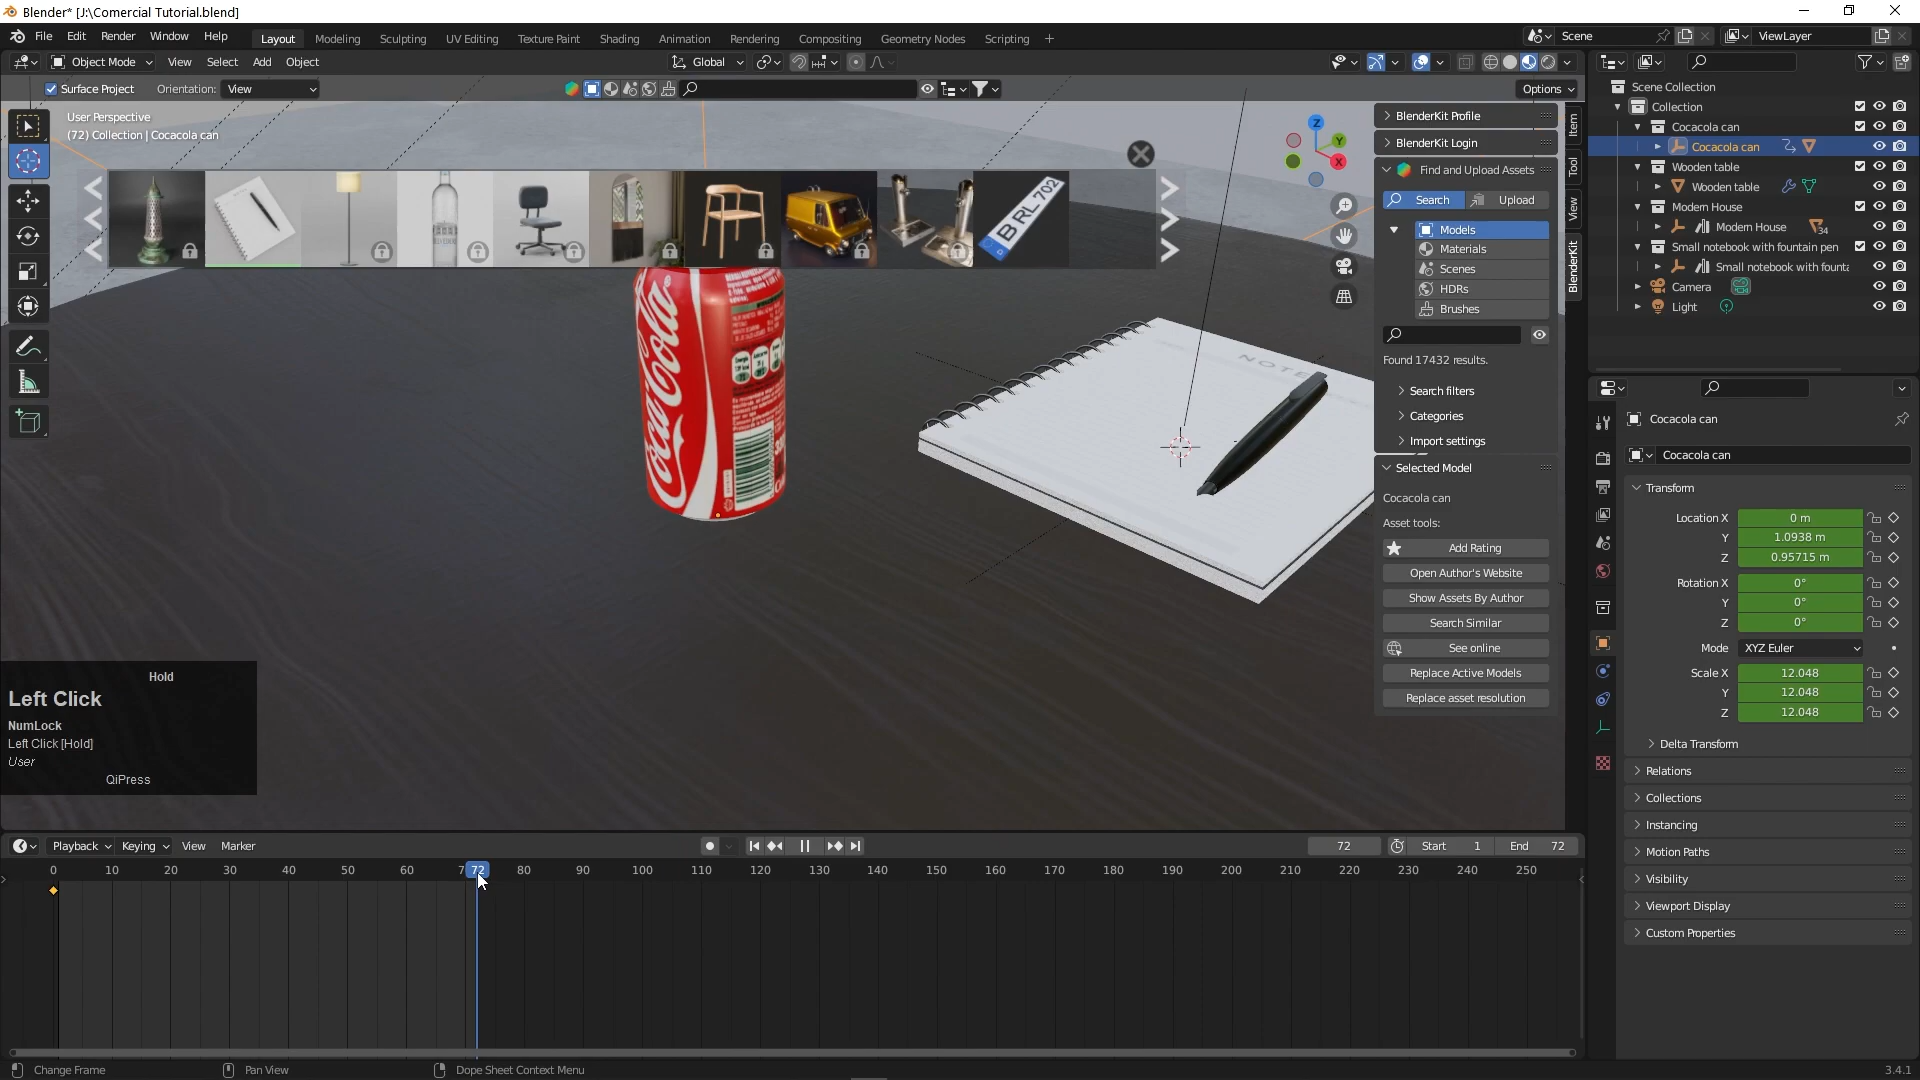 Blender* [J:\Comercial Tutorial.blend]
File Edit Render Window Help Layout Modeling Sculpting UV Editing Texture Paint Shading Animation Rendering Compositing Geometry Nodes Scripting + Scene ViewLayer
Object Mode View Select Add Object Global
Surface Project Orientation: View Options
User Perspective
(72) Collection | Cocacola can
Scene Collection
Collection
Cocacola can
Cocacola can
Wooden table
Wooden table
Modern House
Modern House 34
Small notebook with fountain pen
Small notebook with founta
Camera
Light
Item
Tool
View
BlenderKit
BlenderKit Profile
BlenderKit Login
Find and Upload Assets
Search Upload
Models
Materials
Scenes
HDRs
Brushes
Found 17432 results.
Search filters
Categories
Import settings
Selected Model
Cocacola can
Asset tools:
Add Rating
Open Author's Website
Show Assets By Author
Search Similar
See online
Replace Active Models
Replace asset resolution
BRL 702
Z
Y
X
Coca-Cola
NOTE
Cocacola can
Cocacola can
Transform
Location X 0 m
Y 1.0938 m
Z 0.95715 m
Rotation X 0°
Y 0°
Z 0°
Mode XYZ Euler
Scale X 12.048
Y 12.048
Z 12.048
Delta Transform
Relations
Collections
Instancing
Motion Paths
Visibility
Viewport Display
Custom Properties
Hold
Left Click
NumLock
Left Click [Hold]
User
QiPress
Playback Keying View Marker 72 Start 1 End 72
0 10 20 30 40 50 60 7 72 80 90 100 110 120 130 140 150 160 170 180 190 200 210 220 230 240 250
Change Frame Pan View Dope Sheet Context Menu 3.4.1